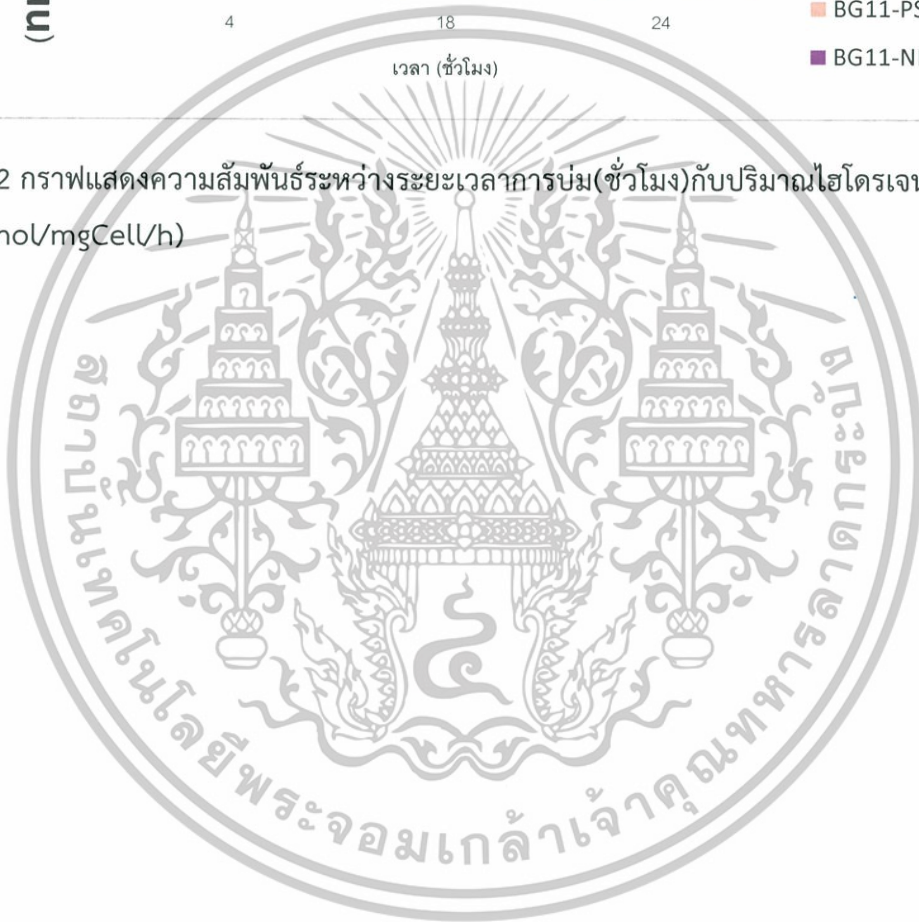 4 18 24
BG11-PS
เวลา (ชั่วโมง)
BG11-N
2 กราฟแสดงความสัมพันธ์ระหว่างระยะเวลาการบ่ม(ชั่วโมง)กับปริมาณไฮโดรเจน
mol/mgCell/h)
๔
สถาบันเทคโนโลยีพระจอมเกล้าเจ้าคุณทหารลาดกระบัง